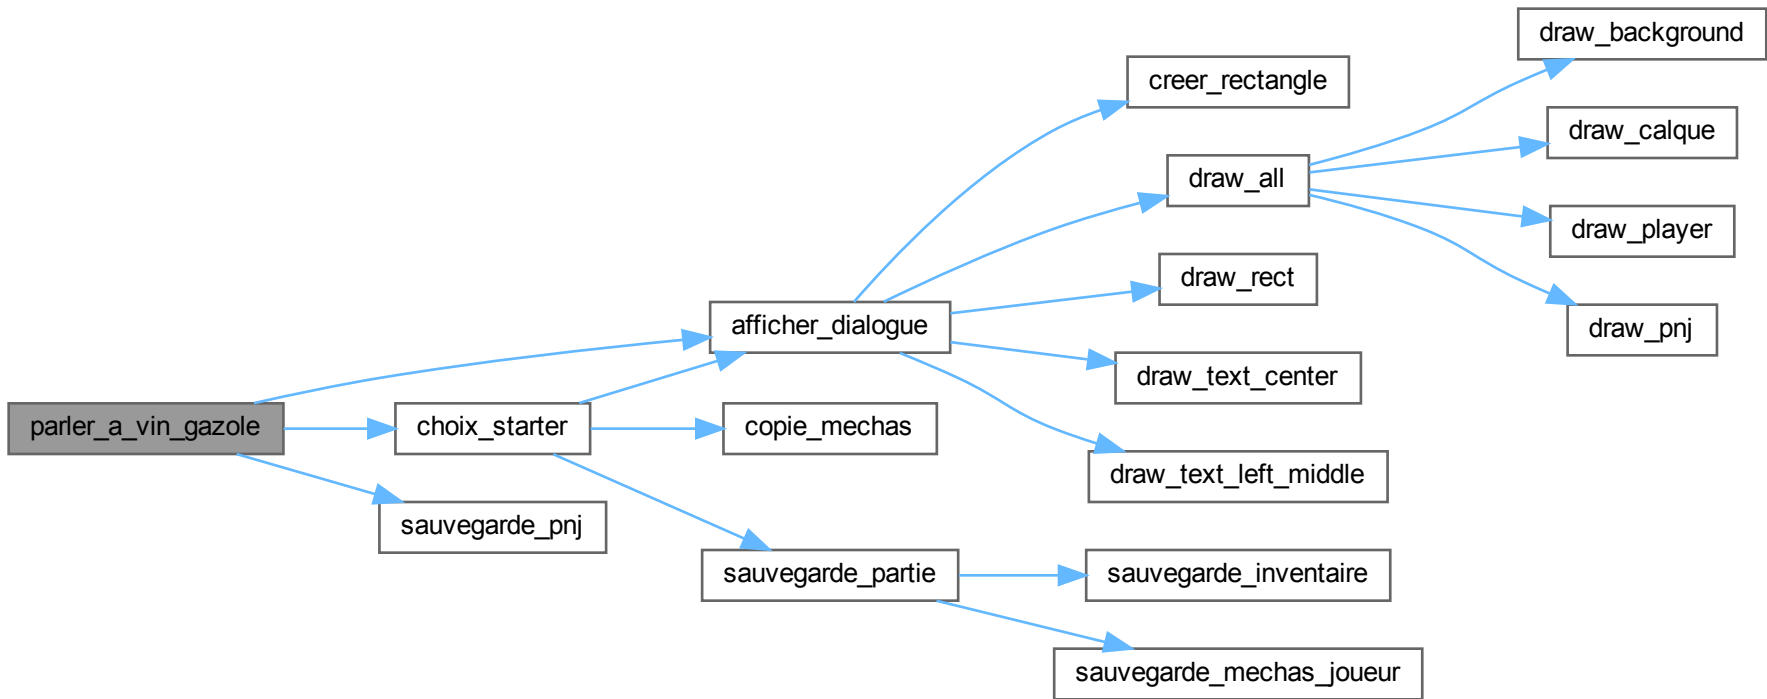 draw_background
creer_rectangle
draw_calque
draw_all
draw_player
draw_rect
afficher_dialogue
draw_pnj
draw_text_center
parler_a_vin_gazole
choix_starter
copie_mechas
draw_text_left_middle
sauvegarde_pnj
sauvegarde_partie
sauvegarde_inventaire
sauvegarde_mechas_joueur